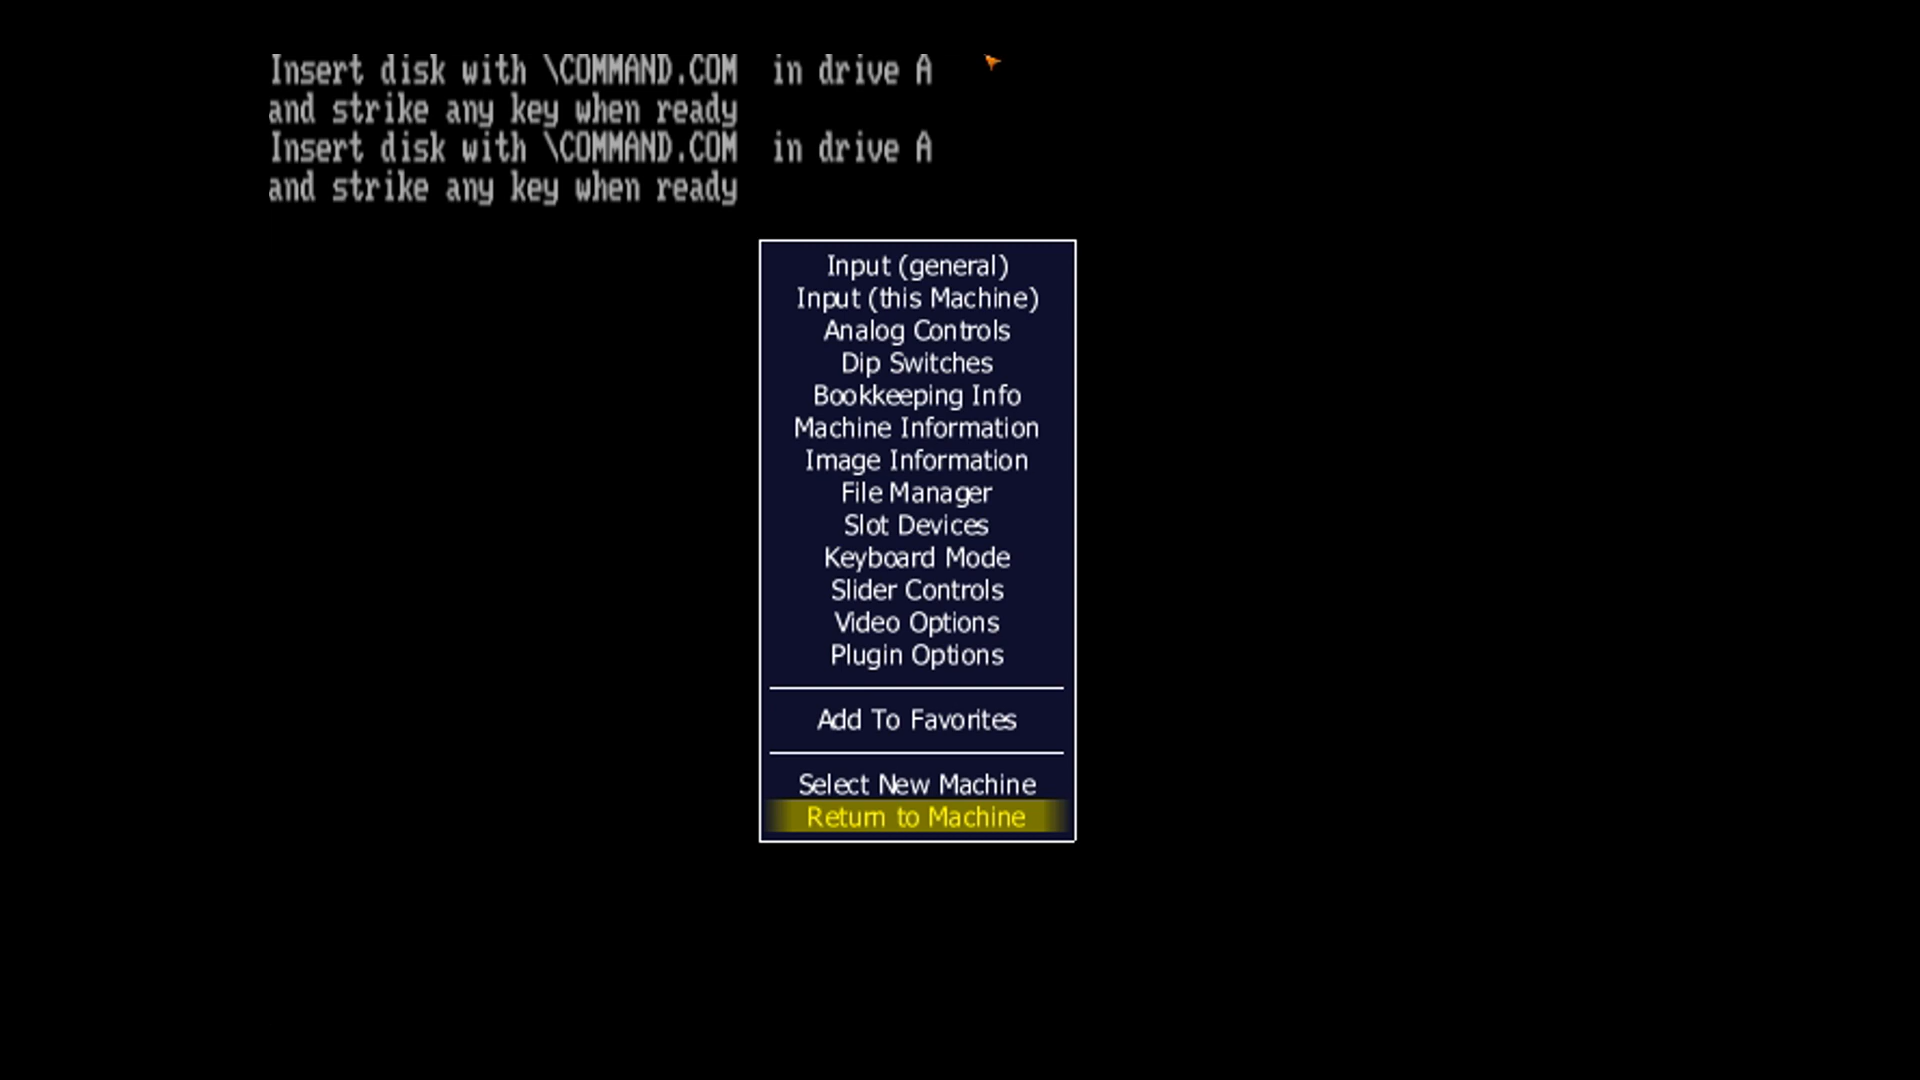 Insert disk with \COMMAND.COM  in drive A
and strike any key when ready
Insert disk with \COMMAND.COM  in drive A
and strike any key when ready
Input (general)
Input (this Machine)
Analog Controls
Dip Switches
Bookkeeping Info
Machine Information
Image Information
File Manager
Slot Devices
Keyboard Mode
Slider Controls
Video Options
Plugin Options
Add To Favorites
Select New Machine
Return to Machine